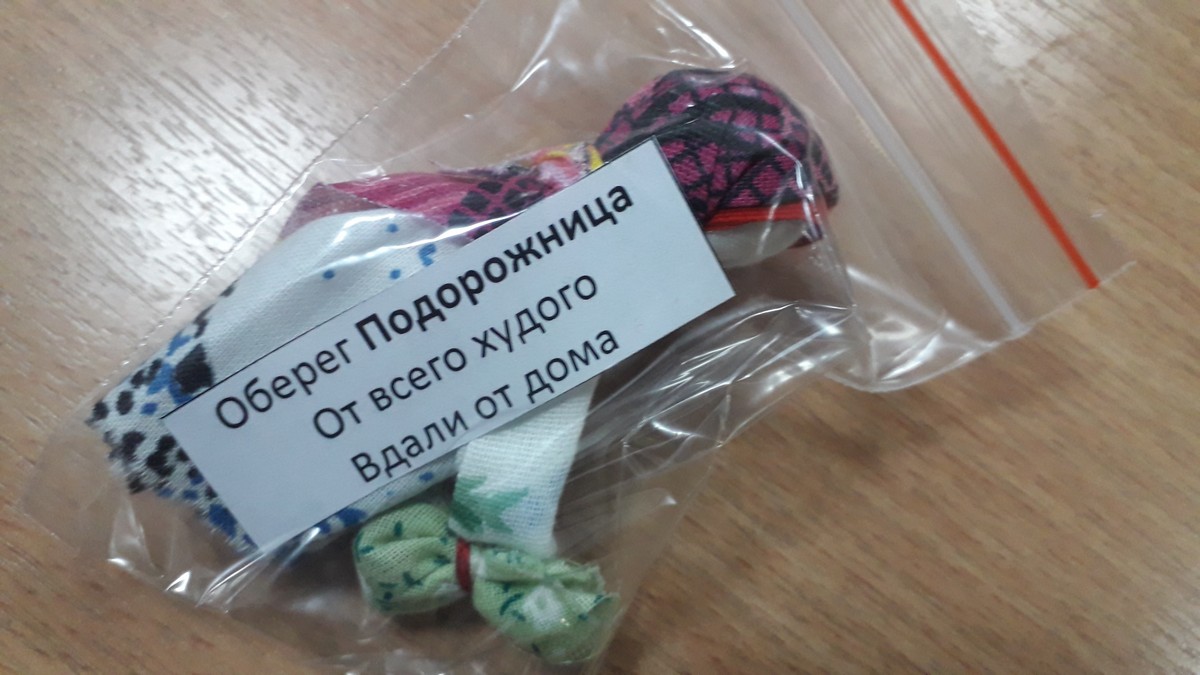 Оберег Подорожница
От всего худого
Вдали от дома